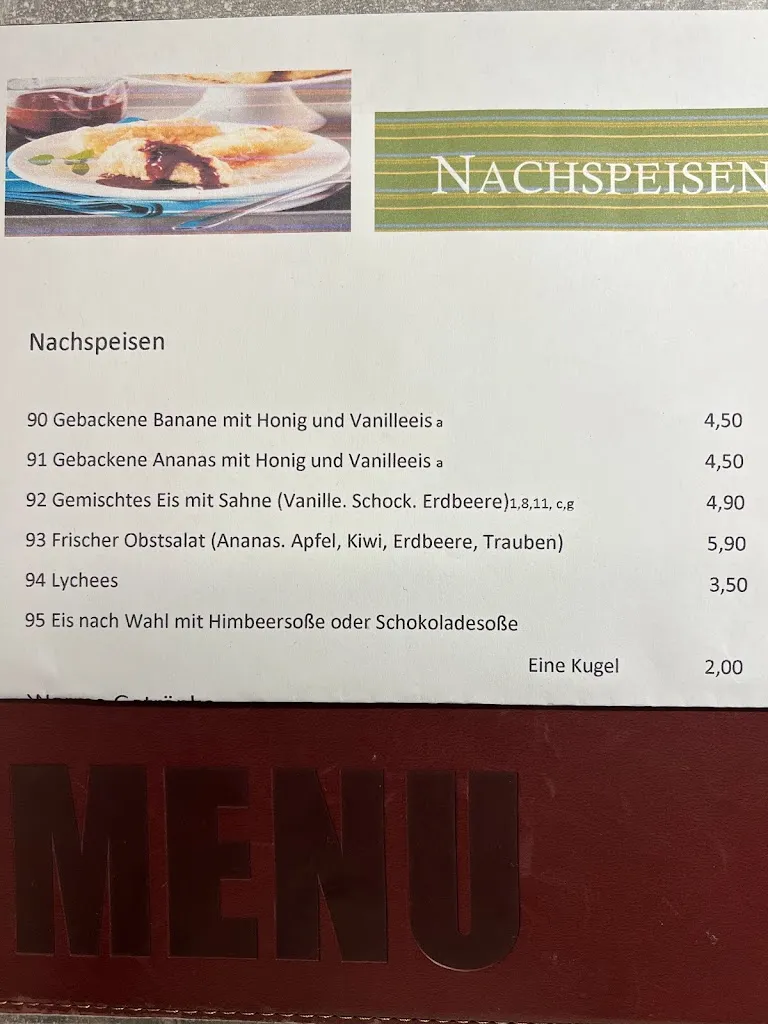 NACHSPEISEN
Nachspeisen
90 Gebackene Banane mit Honig und Vanilleeis a 4,50
91 Gebackene Ananas mit Honig und Vanilleeis a 4,50
92 Gemischtes Eis mit Sahne (Vanille. Schock. Erdbeere)1,8,11, c,g 4,90
93 Frischer Obstsalat (Ananas. Apfel, Kiwi, Erdbeere, Trauben) 5,90
94 Lychees 3,50
95 Eis nach Wahl mit Himbeersoße oder Schokoladesoße
Eine Kugel 2,00
MENU